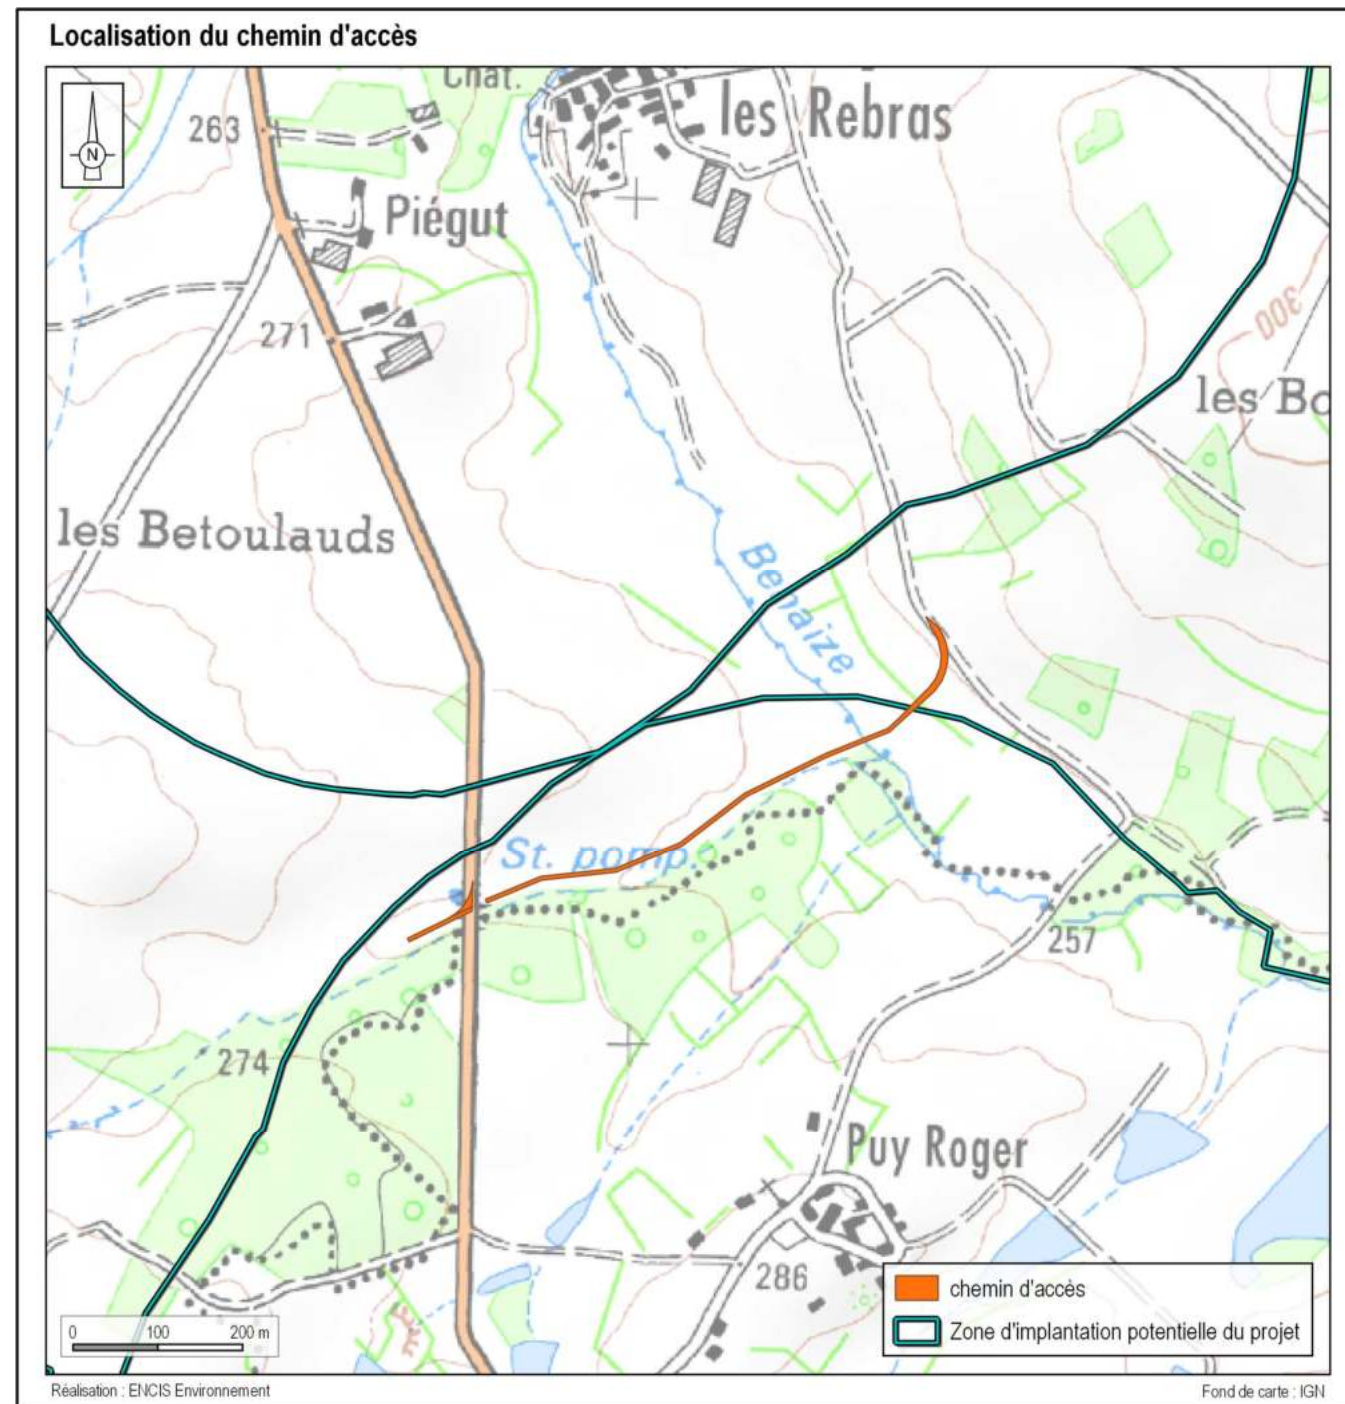 Localisation du chemin d'accès
Chât.
N
263
les Rebras
Piégut
271
300
les Bo
les Betoulauds
Benaize
St. pomp.
257
274
Puy Roger
286
chemin d'accès
Zone d'implantation potentielle du projet
0 100 200 m
Réalisation : ENCIS Environnement
Fond de carte : IGN